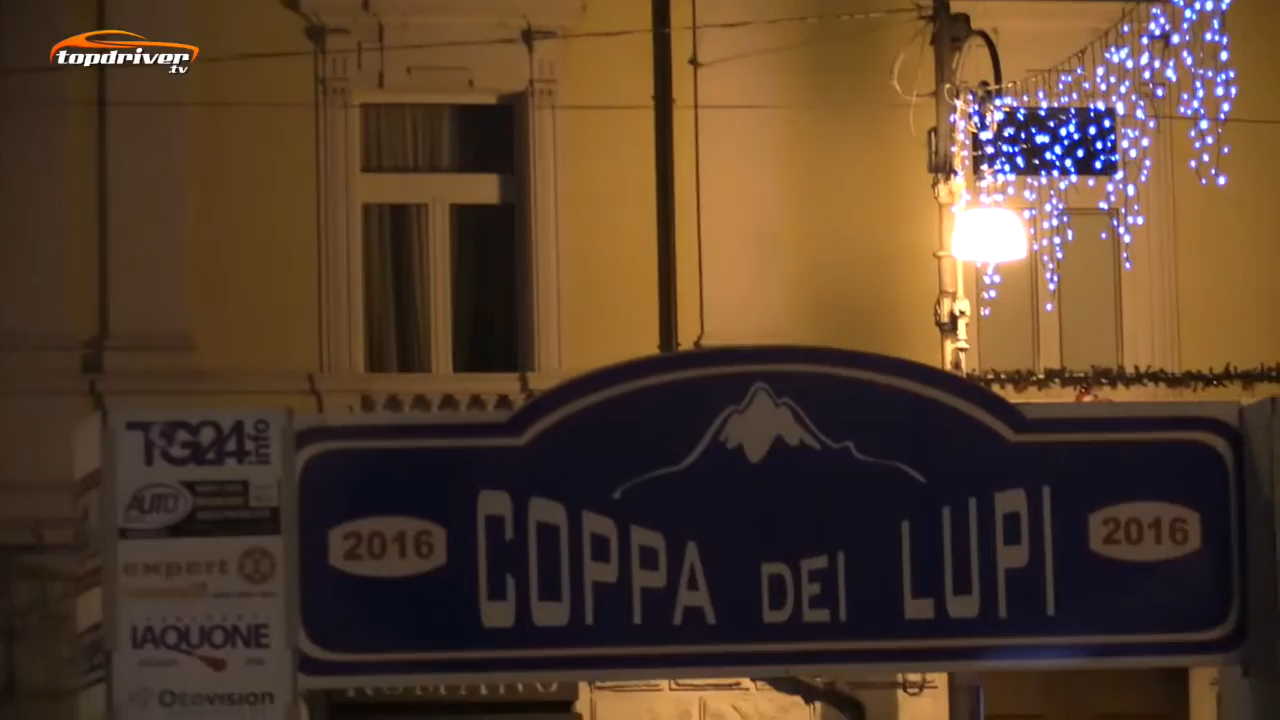 topdriver
.tv
TG24
info
AUTO
expert
IAQUONE
Otovision
2016
COPPA DEI LUPI
2016